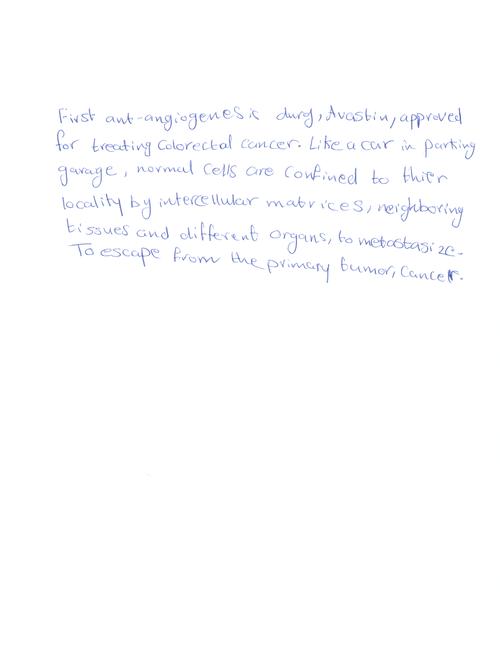 First ant-angiogenesis durg, Avastin, approved
for treating Colorectal cancer. Like a car in parking
garage, normal Cells are confined to thier
locality by intercellular matrices, neighboring
tissues and different organs, to metastasize.
To escape from the primary tumor, Cancer.